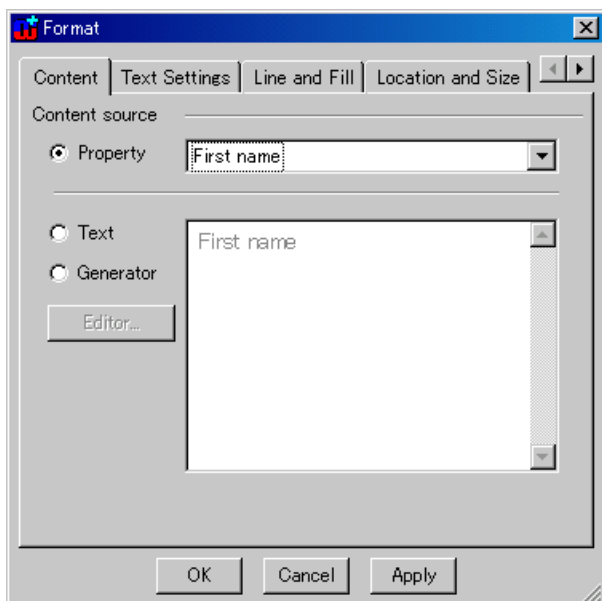 Format
Content Text Settings Line and Fill Location and Size
Content source
Property First name
Text First name
Generator
Editor...
OK Cancel Apply